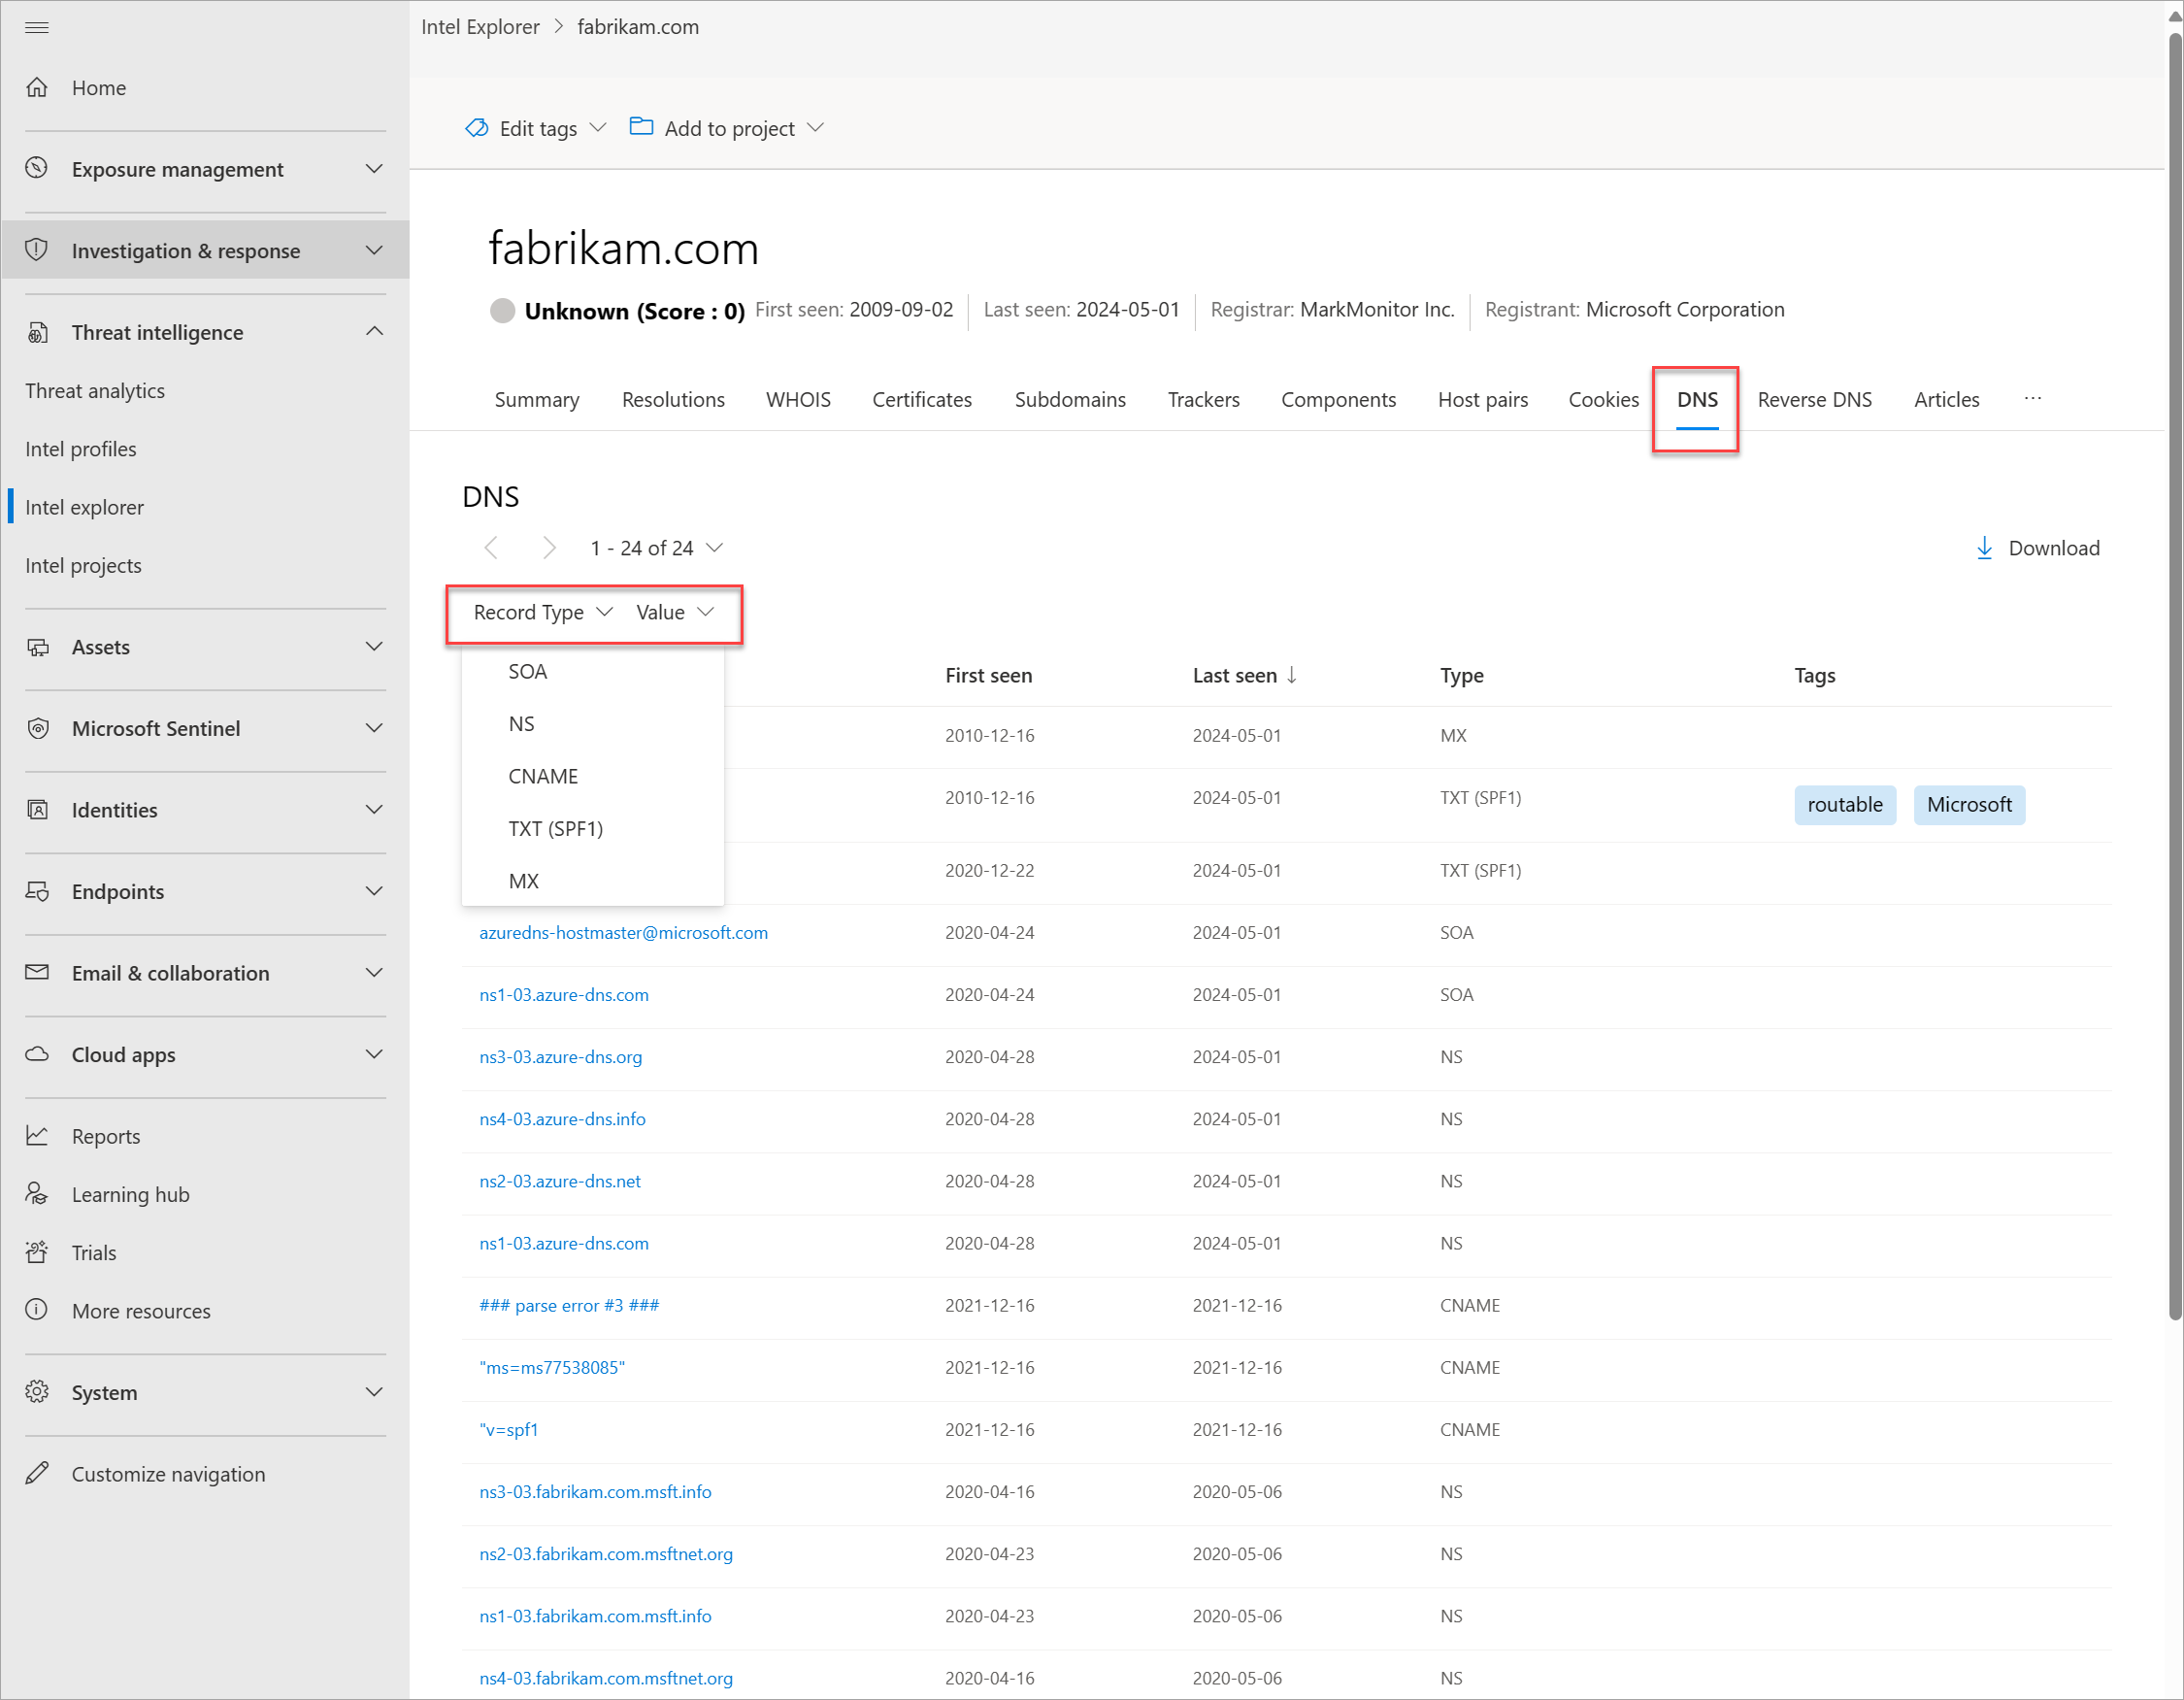 Intel Explorer > fabrikam.com
Home
Exposure management
Investigation & response
Threat intelligence
Threat analytics
Intel profiles
Intel explorer
Intel projects
Assets
Microsoft Sentinel
Identities
Endpoints
Email & collaboration
Cloud apps
Reports
Learning hub
Trials
More resources
System
Customize navigation
Edit tags Add to project
fabrikam.com
Unknown (Score : 0) First seen: 2009-09-02 Last seen: 2024-05-01 Registrar: MarkMonitor Inc. Registrant: Microsoft Corporation
Summary Resolutions WHOIS Certificates Subdomains Trackers Components Host pairs Cookies DNS Reverse DNS Articles ...
DNS
1 - 24 of 24 Download
Record Type Value
SOA
NS
CNAME
TXT (SPF1)
MX
First seen Last seen ↓ Type Tags
2010-12-16 2024-05-01 MX
2010-12-16 2024-05-01 TXT (SPF1) routable Microsoft
2020-12-22 2024-05-01 TXT (SPF1)
azuredns-hostmaster@microsoft.com 2020-04-24 2024-05-01 SOA
ns1-03.azure-dns.com 2020-04-24 2024-05-01 SOA
ns3-03.azure-dns.org 2020-04-28 2024-05-01 NS
ns4-03.azure-dns.info 2020-04-28 2024-05-01 NS
ns2-03.azure-dns.net 2020-04-28 2024-05-01 NS
ns1-03.azure-dns.com 2020-04-28 2024-05-01 NS
### parse error #3 ### 2021-12-16 2021-12-16 CNAME
"ms=ms77538085" 2021-12-16 2021-12-16 CNAME
"v=spf1 2021-12-16 2021-12-16 CNAME
ns3-03.fabrikam.com.msft.info 2020-04-16 2020-05-06 NS
ns2-03.fabrikam.com.msftnet.org 2020-04-23 2020-05-06 NS
ns1-03.fabrikam.com.msft.info 2020-04-23 2020-05-06 NS
ns4-03.fabrikam.com.msftnet.org 2020-04-16 2020-05-06 NS